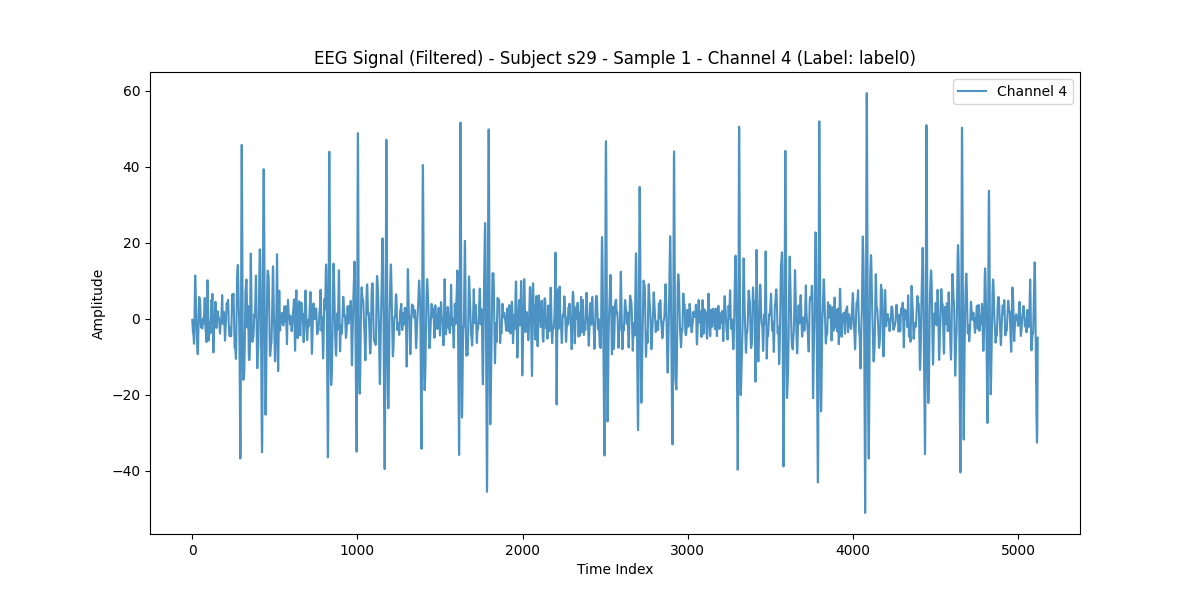 EEG Signal (Filtered) - Subject s29 - Sample 1 - Channel 4 (Label: label0)
Channel 4
60
40
20
0
−20
−40
Amplitude
0 1000 2000 3000 4000 5000
Time Index